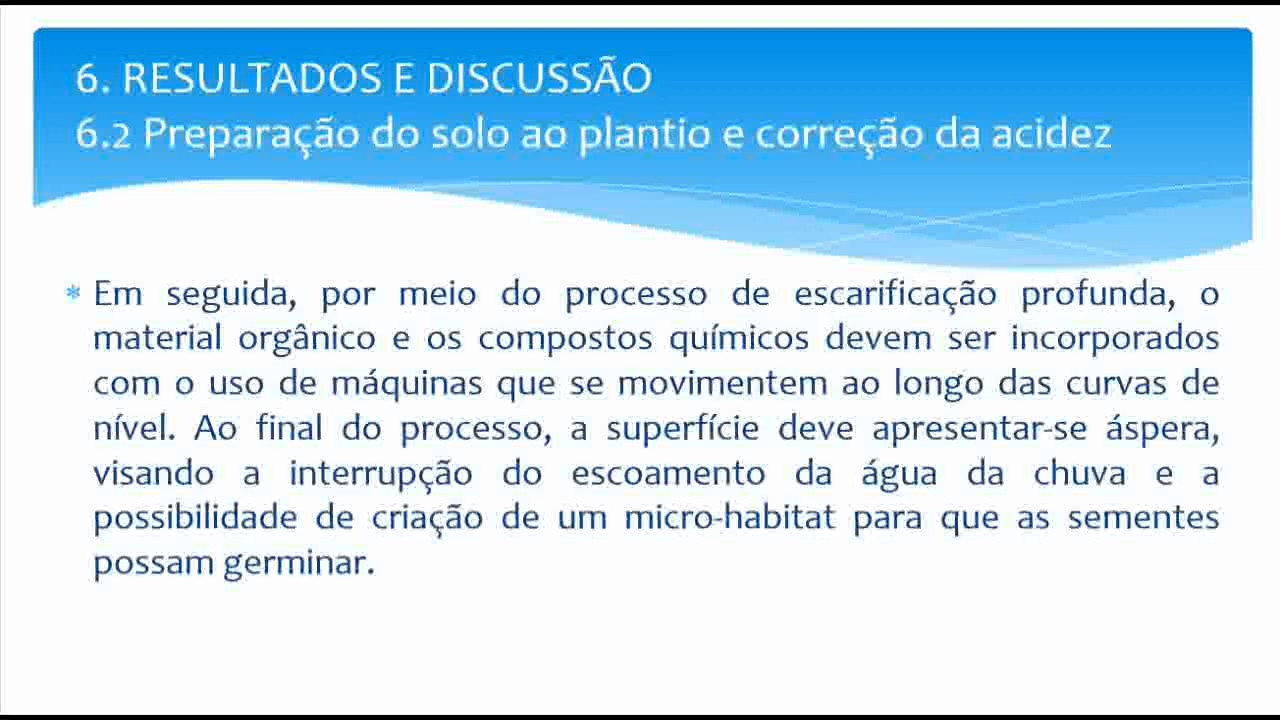 6. RESULTADOS E DISCUSSÃO
6.2 Preparação do solo ao plantio e correção da acidez
* Em seguida, por meio do processo de escarificação profunda, o
material orgânico e os compostos químicos devem ser incorporados
com o uso de máquinas que se movimentem ao longo das curvas de
nível. Ao final do processo, a superfície deve apresentar-se áspera,
visando a interrupção do escoamento da água da chuva e a
possibilidade de criação de um micro-habitat para que as sementes
possam germinar.